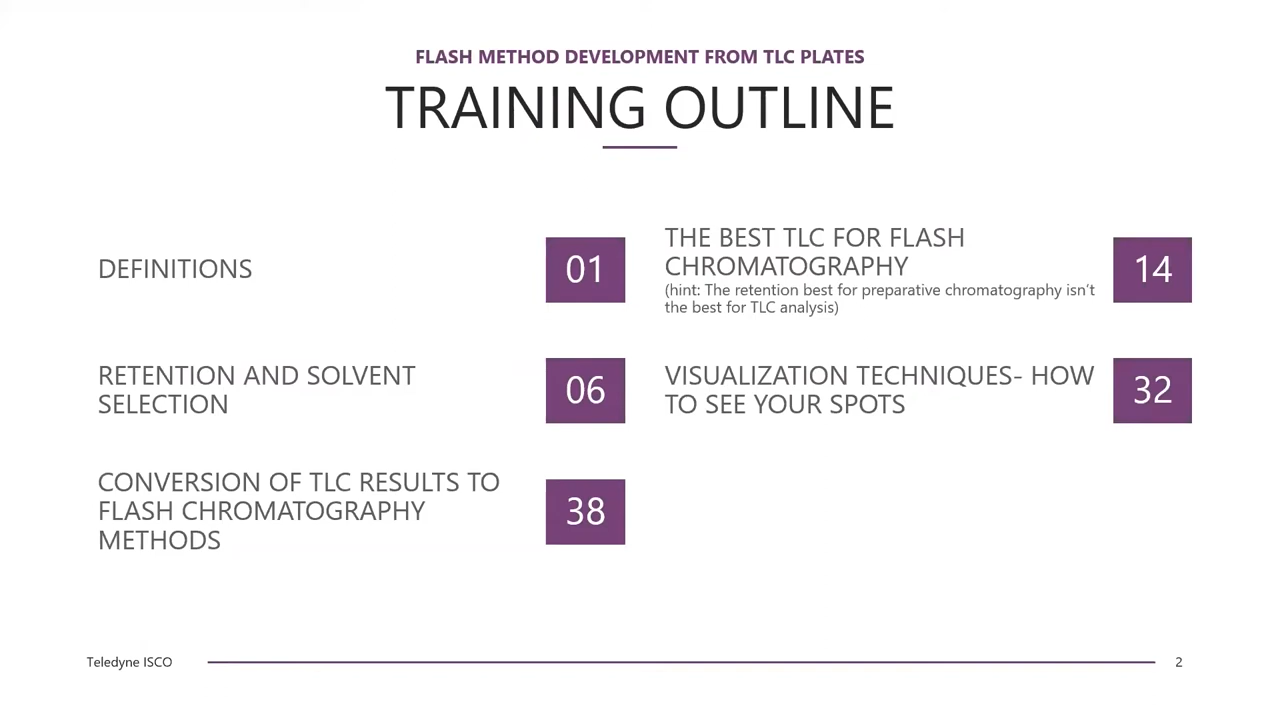 FLASH METHOD DEVELOPMENT FROM TLC PLATES
TRAINING OUTLINE
DEFINITIONS
01
THE BEST TLC FOR FLASH
CHROMATOGRAPHY
(hint: The retention best for preparative chromatography isn't
the best for TLC analysis)
14
RETENTION AND SOLVENT
SELECTION
06
VISUALIZATION TECHNIQUES- HOW
TO SEE YOUR SPOTS
32
CONVERSION OF TLC RESULTS TO
FLASH CHROMATOGRAPHY
METHODS
38
Teledyne ISCO
2